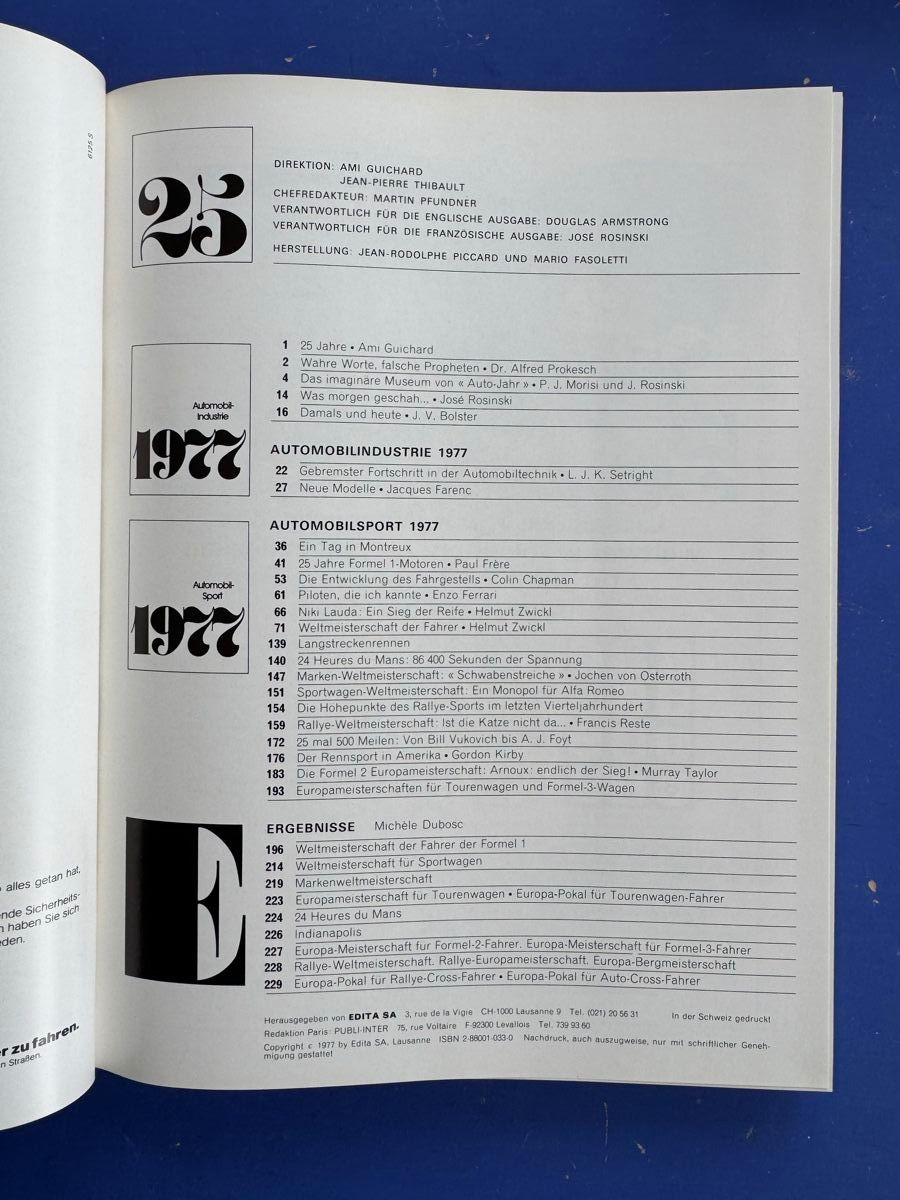 6125 S
alles getan hat,
nde Sicherheits-
haben Sie sich
eden.
er zu fahren.
n Straßen.
25
DIREKTION: AMI GUICHARD
JEAN-PIERRE THIBAULT
CHEFREDAKTEUR: MARTIN PFUNDNER
VERANTWORTLICH FÜR DIE ENGLISCHE AUSGABE: DOUGLAS ARMSTRONG
VERANTWORTLICH FÜR DIE FRANZÖSISCHE AUSGABE: JOSÉ ROSINSKI
HERSTELLUNG: JEAN-RODOLPHE PICCARD UND MARIO FASOLETTI
1 25 Jahre • Ami Guichard
2 Wahre Worte, falsche Propheten • Dr. Alfred Prokesch
4 Das imaginäre Museum von « Auto-Jahr » • P. J. Morisi und J. Rosinski
14 Was morgen geschah... • José Rosinski
16 Damals und heute • J. V. Bolster
Automobil-
Industrie
1977
AUTOMOBILINDUSTRIE 1977
22 Gebremster Fortschritt in der Automobiltechnik • L. J. K. Setright
27 Neue Modelle • Jacques Farenc
Automobil-
Sport
1977
AUTOMOBILSPORT 1977
36 Ein Tag in Montreux
41 25 Jahre Formel 1-Motoren • Paul Frère
53 Die Entwicklung des Fahrgestells • Colin Chapman
61 Piloten, die ich kannte • Enzo Ferrari
66 Niki Lauda: Ein Sieg der Reife • Helmut Zwickl
71 Weltmeisterschaft der Fahrer • Helmut Zwickl
139 Langstreckenrennen
140 24 Heures du Mans: 86 400 Sekunden der Spannung
147 Marken-Weltmeisterschaft: « Schwabenstreiche » • Jochen von Osterroth
151 Sportwagen-Weltmeisterschaft: Ein Monopol für Alfa Romeo
154 Die Höhepunkte des Rallye-Sports im letzten Vierteljahrhundert
159 Rallye-Weltmeisterschaft: Ist die Katze nicht da... • Francis Reste
172 25 mal 500 Meilen: Von Bill Vukovich bis A. J. Foyt
176 Der Rennsport in Amerika • Gordon Kirby
183 Die Formel 2 Europameisterschaft: Arnoux: endlich der Sieg! • Murray Taylor
193 Europameisterschaften für Tourenwagen und Formel-3-Wagen
E
ERGEBNISSE Michèle Dubosc
196 Weltmeisterschaft der Fahrer der Formel 1
214 Weltmeisterschaft für Sportwagen
219 Markenweltmeisterschaft
223 Europameisterschaft für Tourenwagen • Europa-Pokal für Tourenwagen-Fahrer
224 24 Heures du Mans
226 Indianapolis
227 Europa-Meisterschaft für Formel-2-Fahrer. Europa-Meisterschaft für Formel-3-Fahrer
228 Rallye-Weltmeisterschaft. Rallye-Europameisterschaft. Europa-Bergmeisterschaft
229 Europa-Pokal für Rallye-Cross-Fahrer • Europa-Pokal für Auto-Cross-Fahrer
Herausgegeben von EDITA SA 3, rue de la Vigie CH-1000 Lausanne 9 Tel. (021) 20 56 31 In der Schweiz gedruckt
Redaktion Paris: PUBLI-INTER 75, rue Voltaire F-92300 Levallois Tel. 739 93 60
Copyright c 1977 by Edita SA, Lausanne ISBN 2-88001-033-0 Nachdruck, auch auszugweise, nur mit schriftlicher Geneh-
migung gestattet